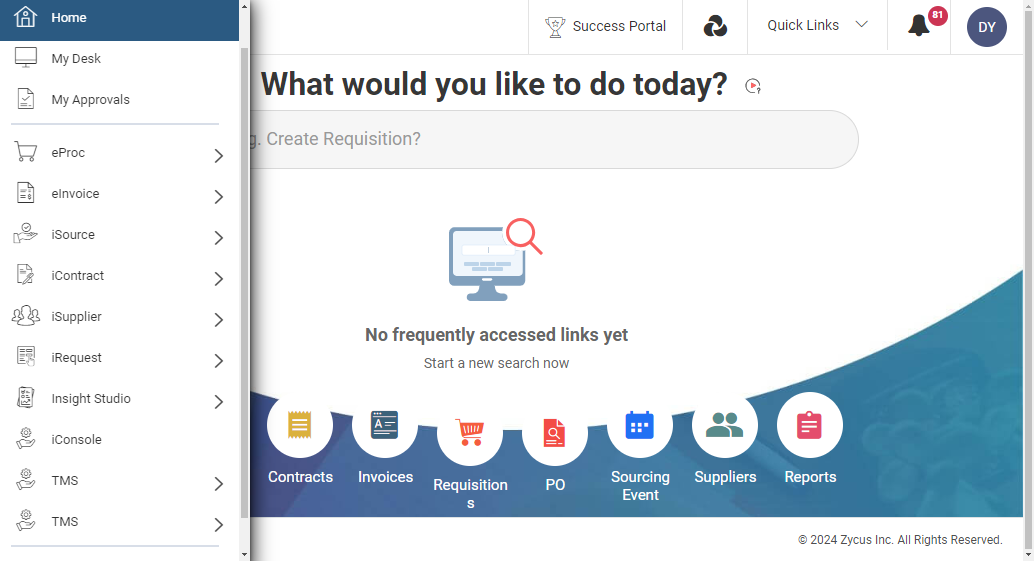 Home
My Desk
My Approvals
eProc
eInvoice
iSource
iContract
iSupplier
iRequest
Insight Studio
iConsole
TMS
TMS
Success Portal
Quick Links
81
DY
What would you like to do today?
g. Create Requisition?
No frequently accessed links yet
Start a new search now
Contracts
Invoices
Requisition
s
PO
Sourcing
Event
Suppliers
Reports
© 2024 Zycus Inc. All Rights Reserved.